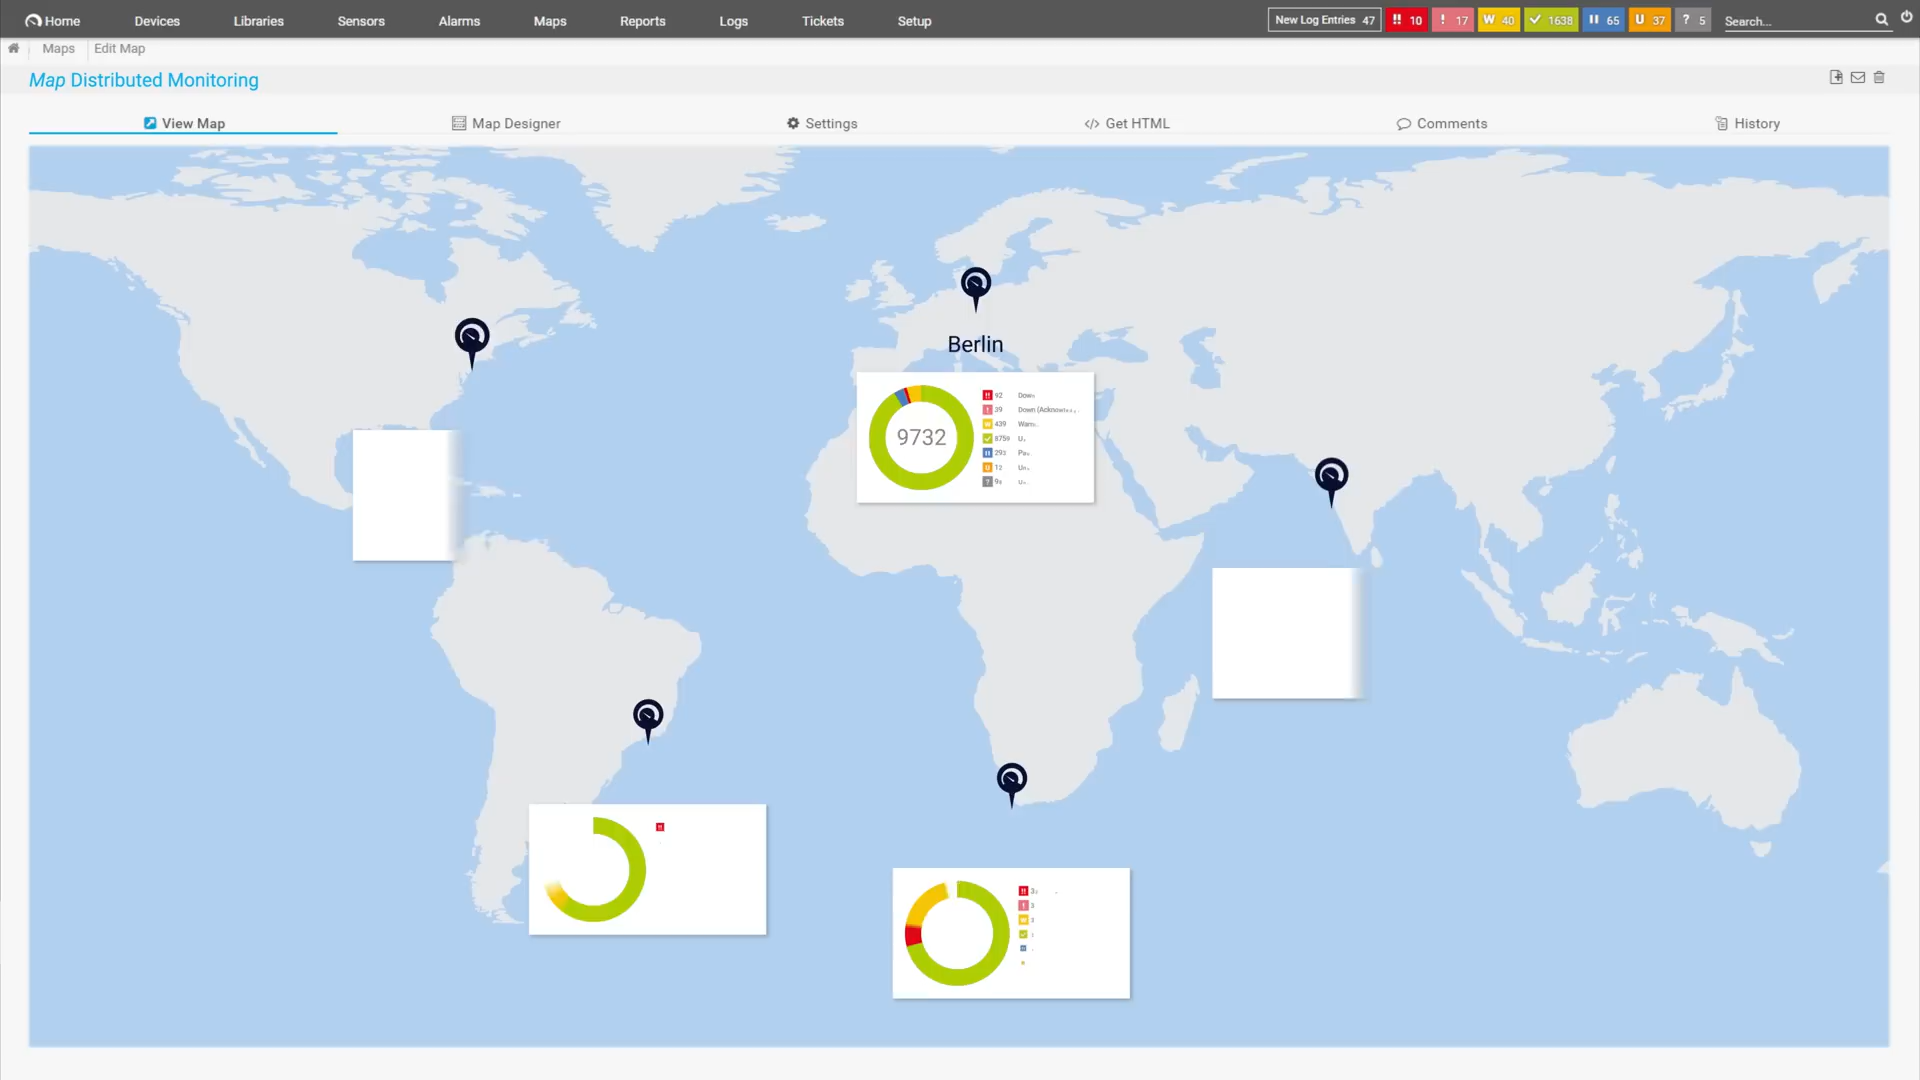 Home Devices Libraries Sensors Alarms Maps Reports Logs Tickets Setup New Log Entries 47 !! 10 ! 17 W 40 1638 65 U 37 ? 5 Search...
Maps Edit Map
Map Distributed Monitoring
View Map Map Designer Settings </> Get HTML Comments History
Berlin
9732
!! 92
! 39 Down
W 439
8759
U 12
?